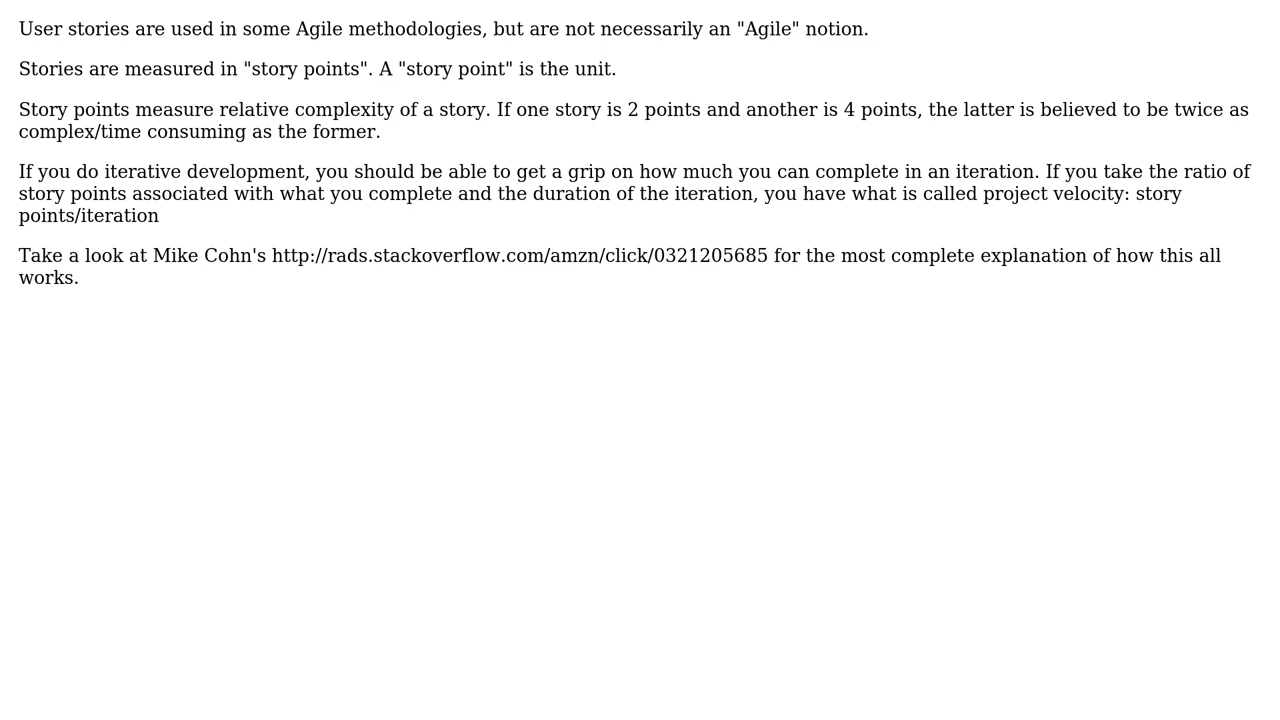 User stories are used in some Agile methodologies, but are not necessarily an "Agile" notion.
Stories are measured in "story points". A "story point" is the unit.
Story points measure relative complexity of a story. If one story is 2 points and another is 4 points, the latter is believed to be twice as
complex/time consuming as the former.
If you do iterative development, you should be able to get a grip on how much you can complete in an iteration. If you take the ratio of
story points associated with what you complete and the duration of the iteration, you have what is called project velocity: story
points/iteration
Take a look at Mike Cohn's http://rads.stackoverflow.com/amzn/click/0321205685 for the most complete explanation of how this all
works.